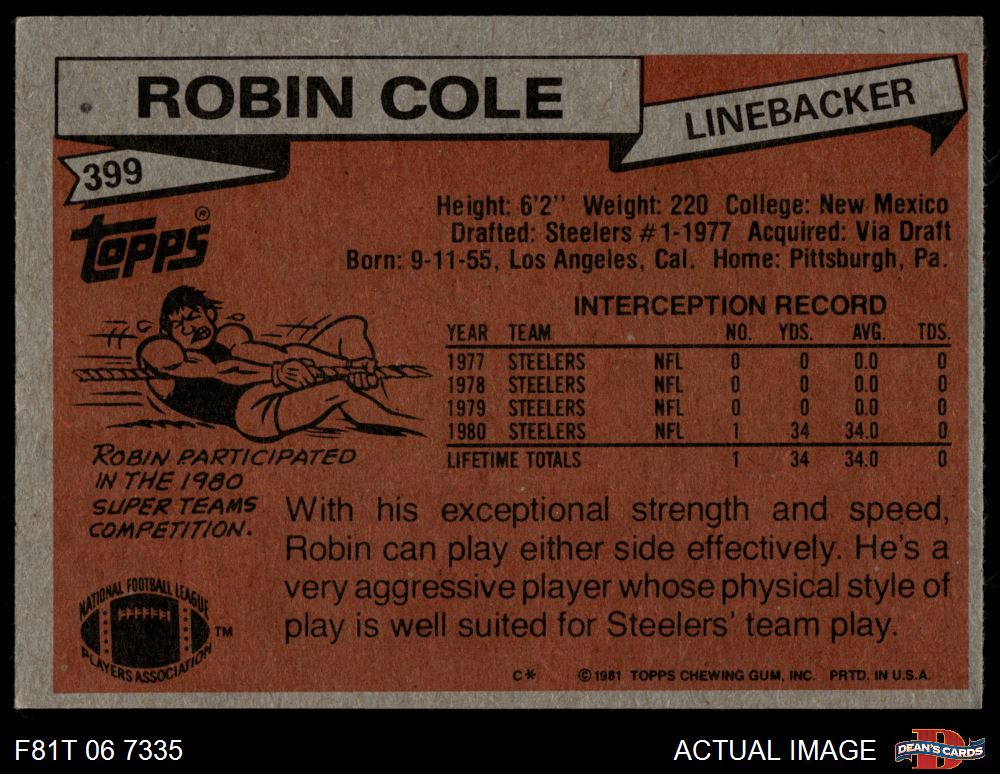 ROBIN COLE
LINEBACKER
399
TOPPS®
Height: 6'2'' Weight: 220 College: New Mexico
Drafted: Steelers #1-1977 Acquired: Via Draft
Born: 9-11-55, Los Angeles, Cal. Home: Pittsburgh, Pa.
INTERCEPTION RECORD
YEAR TEAM NO. YDS. AVG. TDS.
1977 STEELERS NFL 0 0 0.0 0
1978 STEELERS NFL 0 0 0.0 0
1979 STEELERS NFL 0 0 0.0 0
1980 STEELERS NFL 1 34 34.0 0
LIFETIME TOTALS 1 34 34.0 0
ROBIN PARTICIPATED
IN THE 1980
SUPER TEAMS
COMPETITION.
With his exceptional strength and speed,
Robin can play either side effectively. He's a
very aggressive player whose physical style of
play is well suited for Steelers' team play.
NATIONAL FOOTBALL LEAGUE
PLAYERS ASSOCIATION
TM
C* © 1981 TOPPS CHEWING GUM, INC. PRTD. IN U.S.A.
F81T 06 7335
ACTUAL IMAGE
D
DEAN'S CARDS